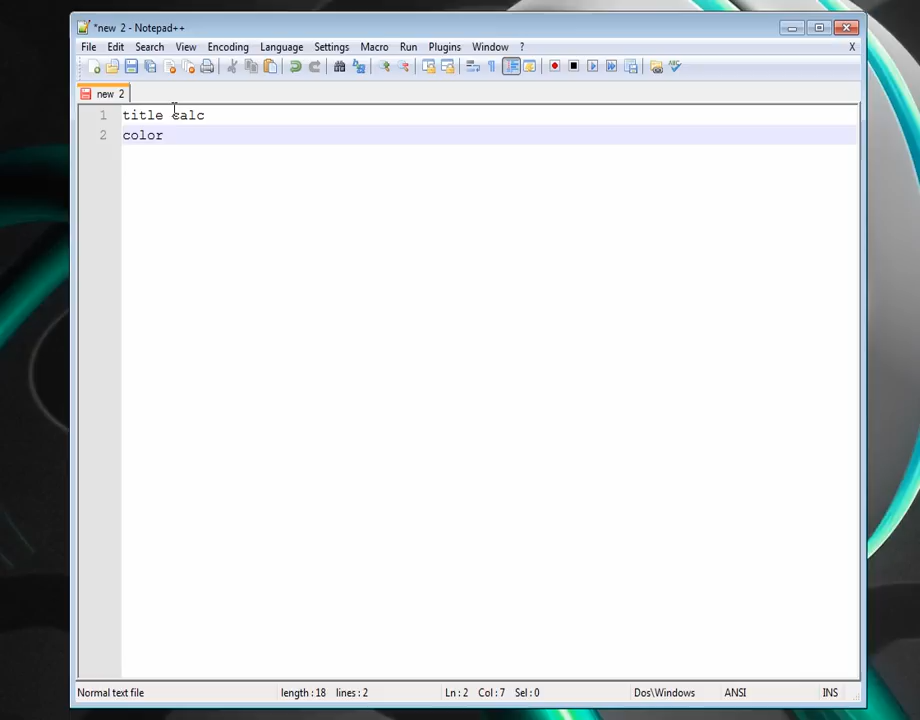 *new 2 - Notepad++
File Edit Search View Encoding Language Settings Macro Run Plugins Window ? X
new 2
1 title calc
2 color
Normal text file length : 18 lines : 2 Ln : 2 Col : 7 Sel : 0 Dos\Windows ANSI INS